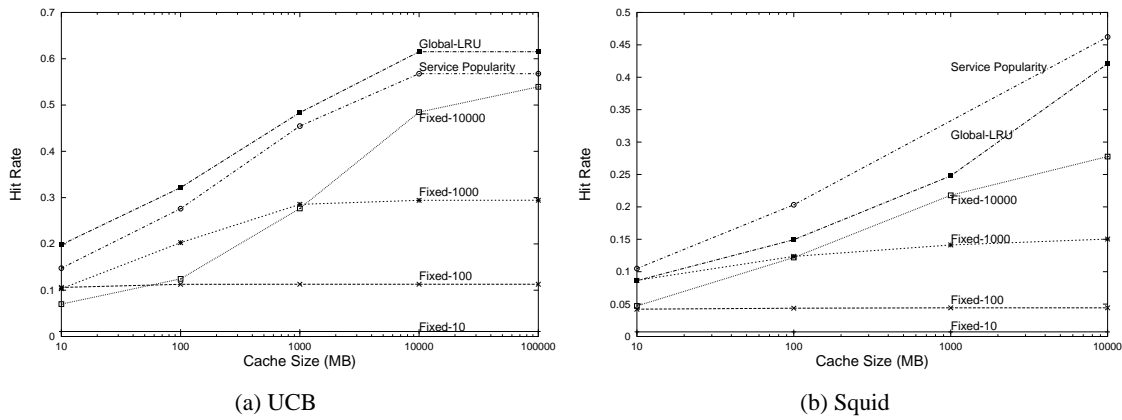 0.7
0.6
0.5
0.4
0.3
0.2
0.1
0
Hit Rate
Global-LRU
Service Popularity
Fixed-10000
Fixed-1000
Fixed-100
Fixed-10
10 100 1000 10000 100000
Cache Size (MB)
(a) UCB
0.5
0.45
0.4
0.35
0.3
0.25
0.2
0.15
0.1
0.05
0
Hit Rate
Service Popularity
Global-LRU
Fixed-10000
Fixed-1000
Fixed-100
Fixed-10
10 100 1000 10000
Cache Size (MB)
(b) Squid